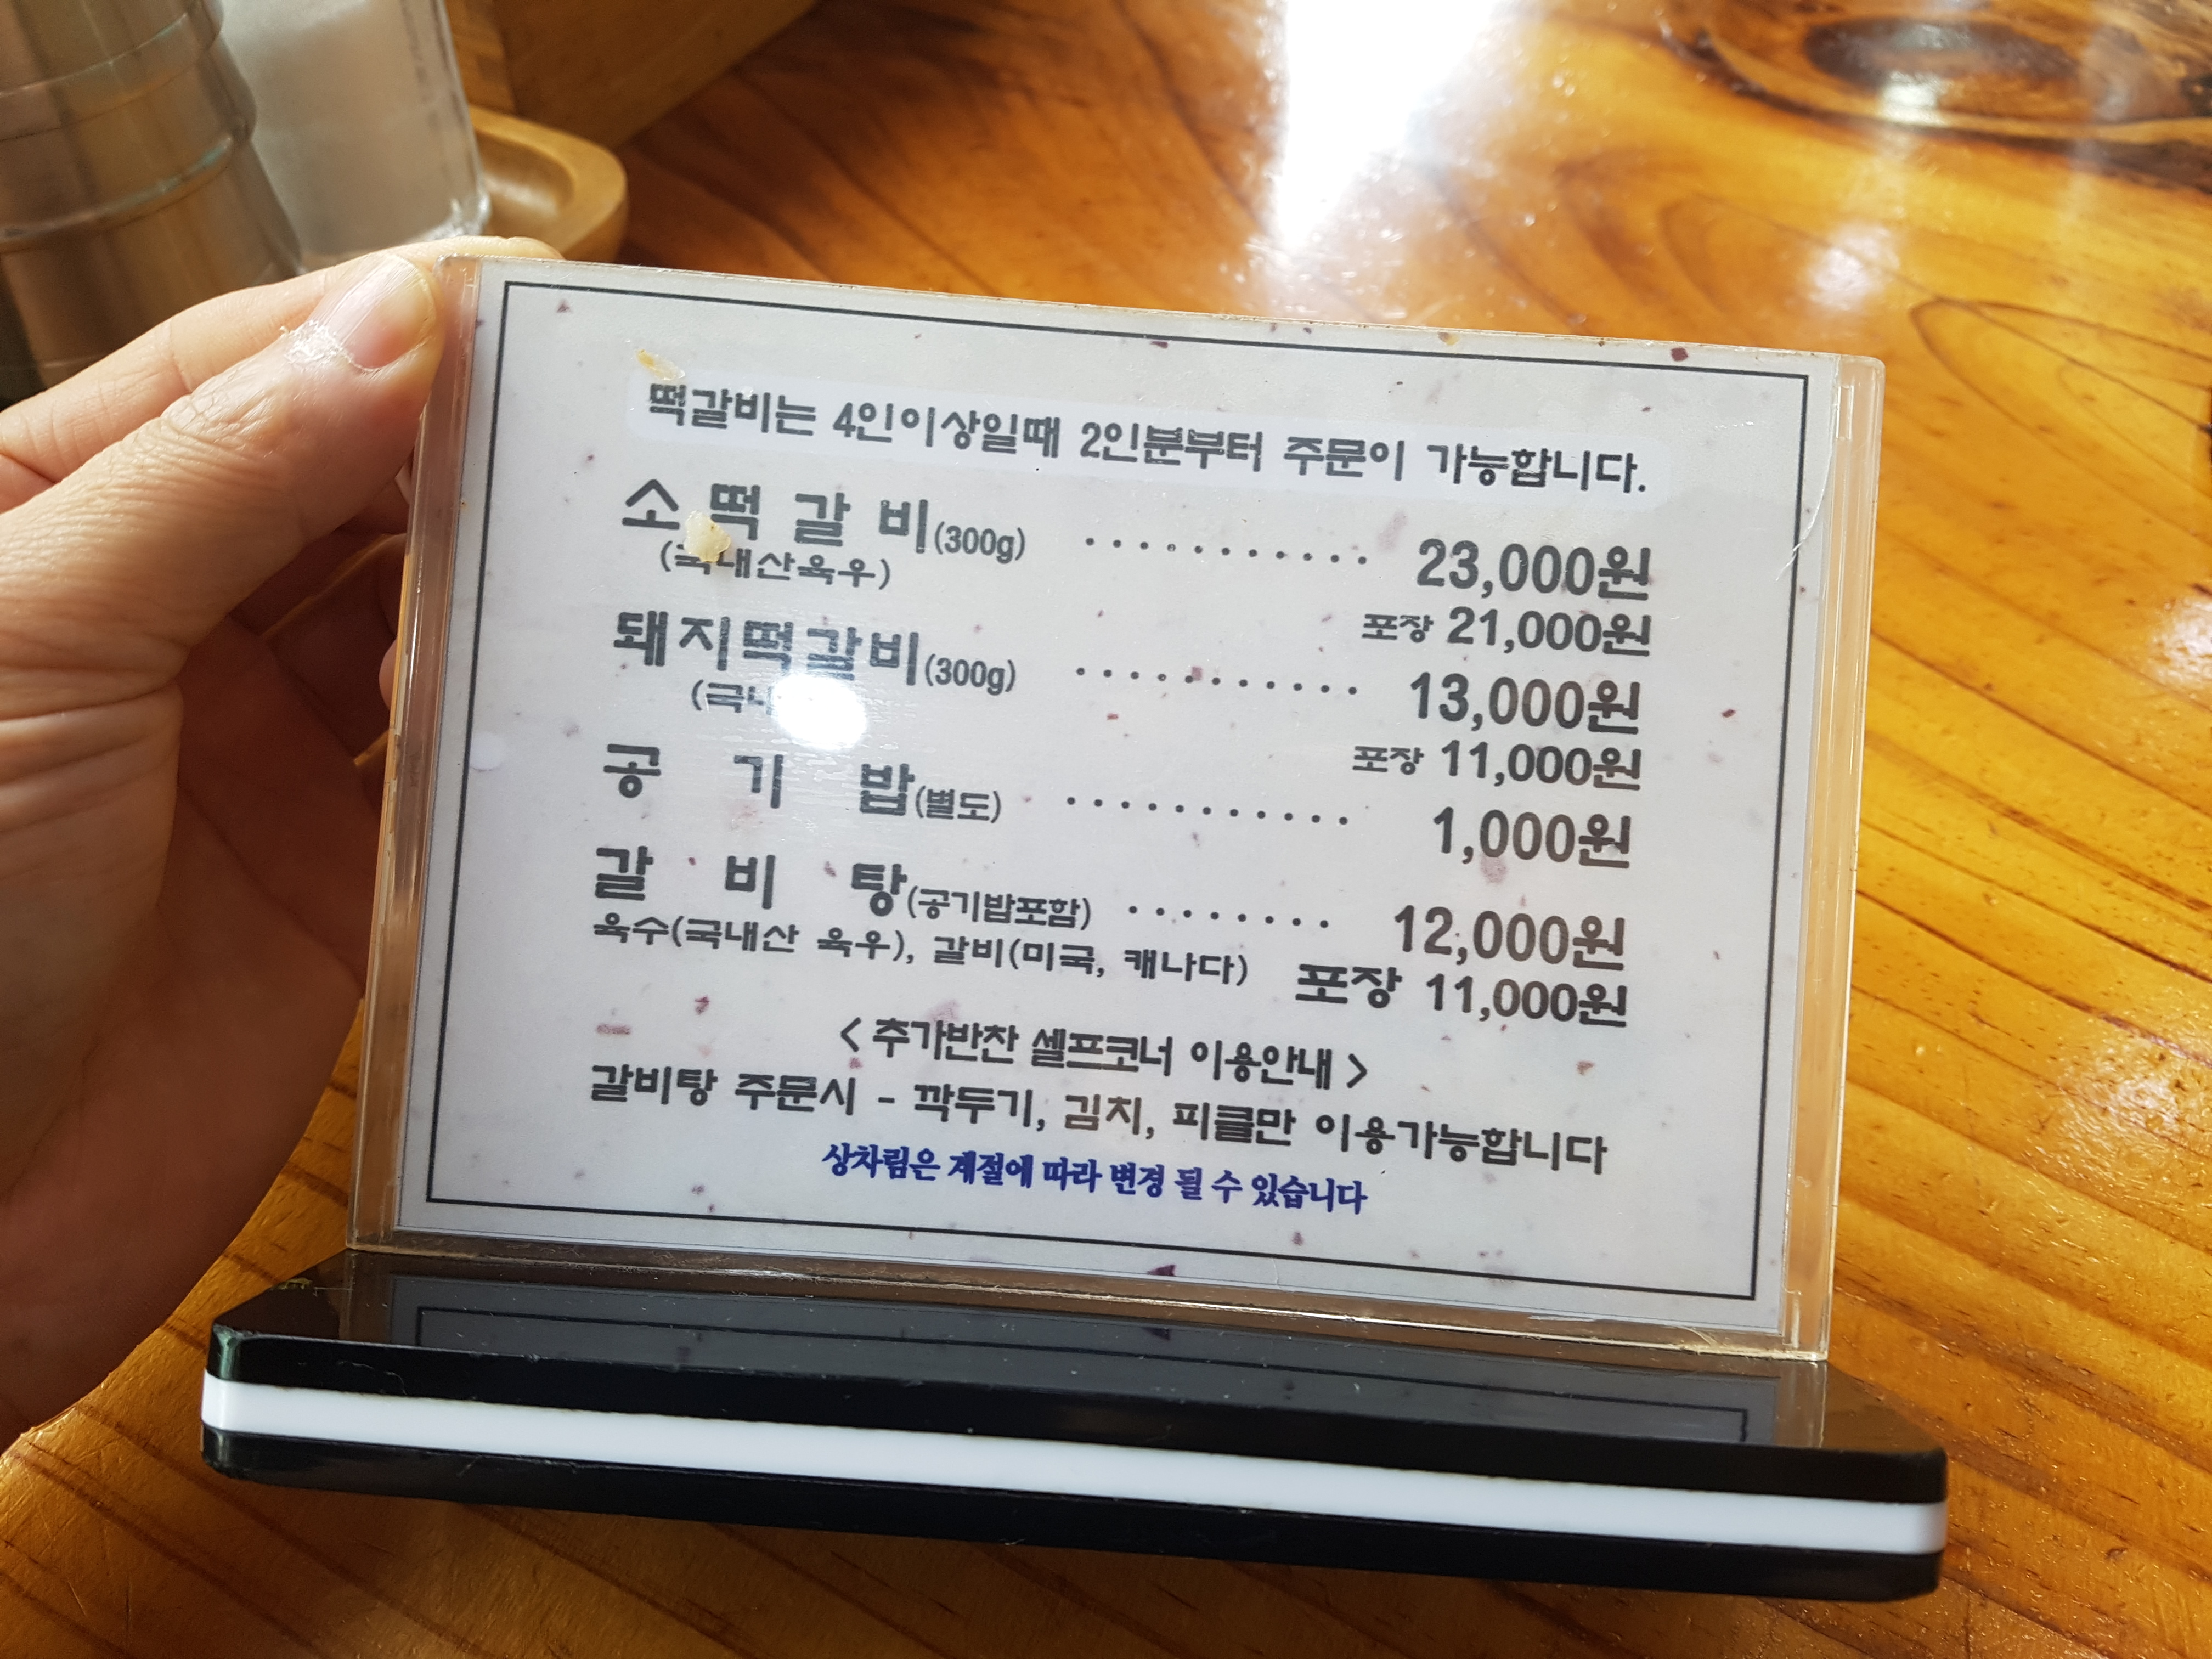 떡갈비는 4인이상일때 2인분부터 주문이 가능합니다.
소 떡 갈 비(300g) ··········· 23,000원
(국내산육우)
포장 21,000원
돼지떡갈비(300g) ··········· 13,000원
포장 11,000원
공 기 밥(별도) ··········· 1,000원
갈 비 탕(공기밥포함) ········ 12,000원
육수(국내산 육우), 갈비(미국, 캐나다) 포장 11,000원
< 추가반찬 셀프코너 이용안내 >
갈비탕 주문시 - 깍두기, 김치, 피클만 이용가능합니다
상차림은 계절에 따라 변경 될 수 있습니다